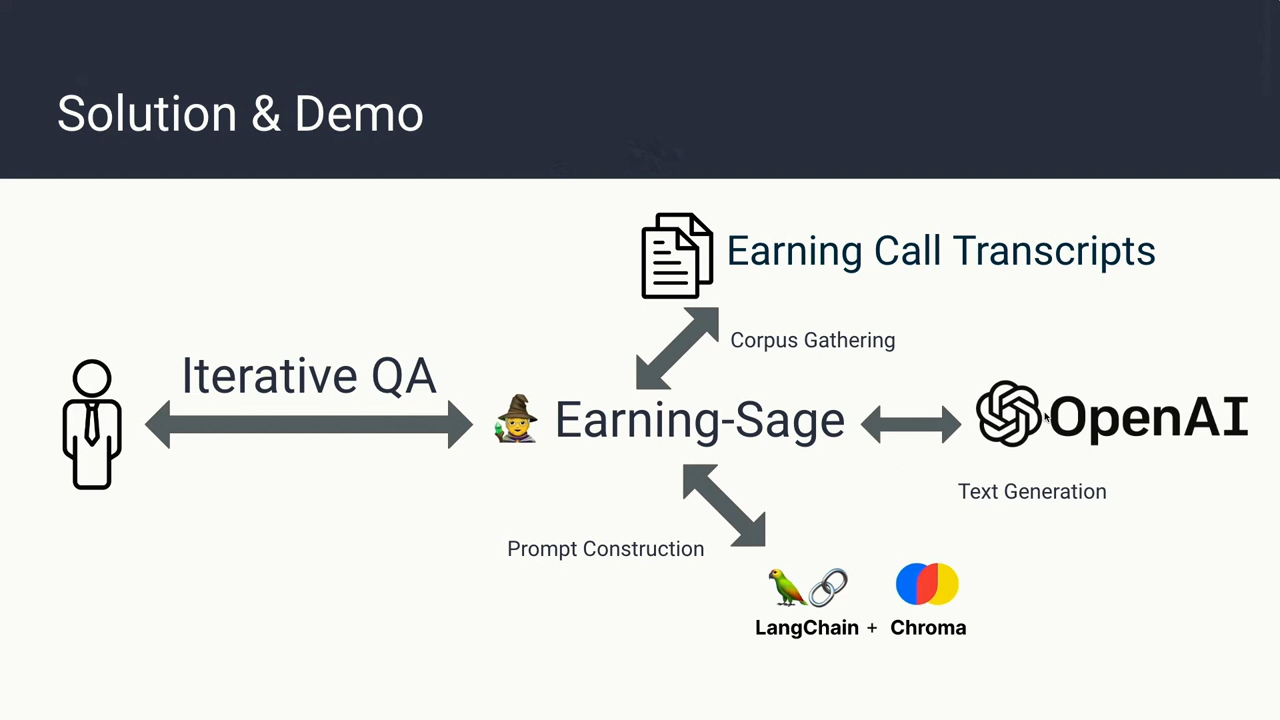 Solution & Demo
Earning Call Transcripts
Corpus Gathering
Iterative QA
Earning-Sage
OpenAI
Text Generation
Prompt Construction
LangChain + Chroma